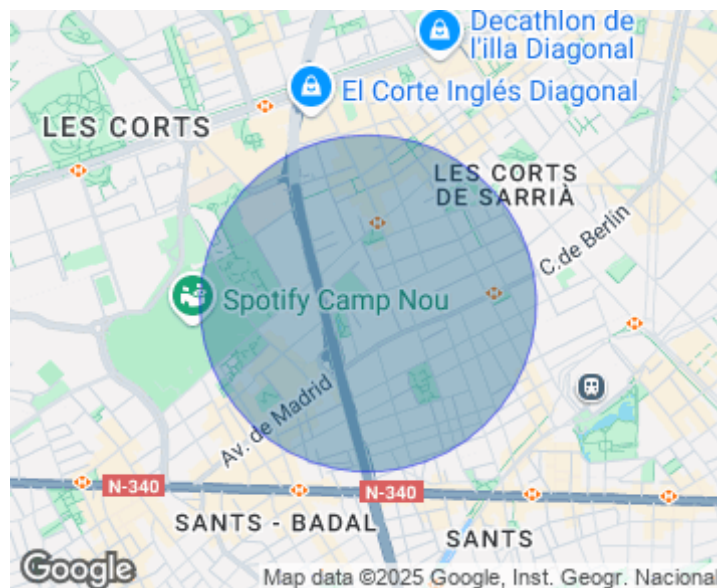 Decathlon de
l'illa Diagonal
El Corte Inglés Diagonal
LES CORTS
LES CORTS
DE SARRIÀ
C. de Berlín
Spotify Camp Nou
Av. de Madrid
N-340
N-340
SANTS - BADAL
SANTS
Google
Map data ©2025 Google, Inst. Geogr. Nacional